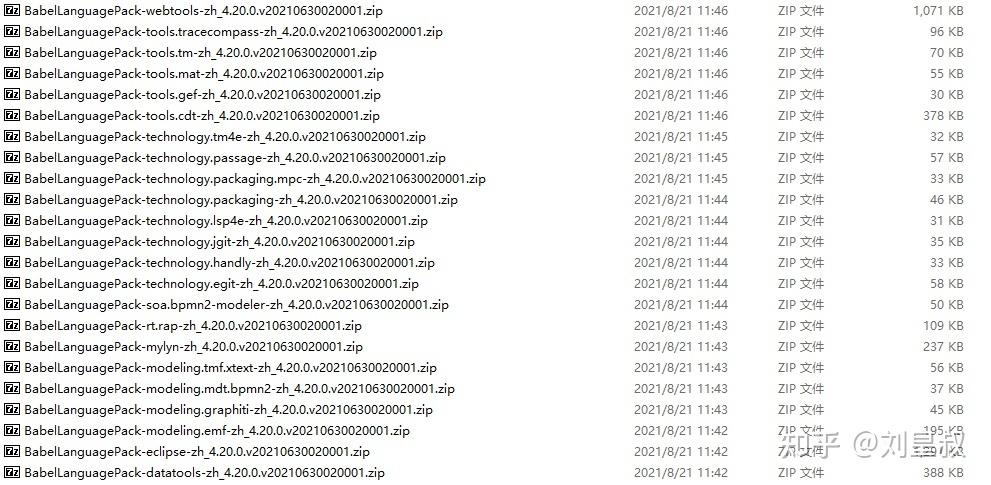 BabelLanguagePack-webtools-zh_4.20.0.v20210630020001.zip 2021/8/21 11:46 ZIP 文件 1,071 KB
BabelLanguagePack-tools.tracecompass-zh_4.20.0.v20210630020001.zip 2021/8/21 11:46 ZIP 文件 96 KB
BabelLanguagePack-tools.tm-zh_4.20.0.v20210630020001.zip 2021/8/21 11:46 ZIP 文件 70 KB
BabelLanguagePack-tools.mat-zh_4.20.0.v20210630020001.zip 2021/8/21 11:46 ZIP 文件 55 KB
BabelLanguagePack-tools.gef-zh_4.20.0.v20210630020001.zip 2021/8/21 11:46 ZIP 文件 30 KB
BabelLanguagePack-tools.cdt-zh_4.20.0.v20210630020001.zip 2021/8/21 11:46 ZIP 文件 378 KB
BabelLanguagePack-technology.tm4e-zh_4.20.0.v20210630020001.zip 2021/8/21 11:45 ZIP 文件 32 KB
BabelLanguagePack-technology.passage-zh_4.20.0.v20210630020001.zip 2021/8/21 11:45 ZIP 文件 57 KB
BabelLanguagePack-technology.packaging.mpc-zh_4.20.0.v20210630020001.zip 2021/8/21 11:45 ZIP 文件 33 KB
BabelLanguagePack-technology.packaging-zh_4.20.0.v20210630020001.zip 2021/8/21 11:44 ZIP 文件 46 KB
BabelLanguagePack-technology.lsp4e-zh_4.20.0.v20210630020001.zip 2021/8/21 11:44 ZIP 文件 31 KB
BabelLanguagePack-technology.jgit-zh_4.20.0.v20210630020001.zip 2021/8/21 11:44 ZIP 文件 35 KB
BabelLanguagePack-technology.handly-zh_4.20.0.v20210630020001.zip 2021/8/21 11:44 ZIP 文件 33 KB
BabelLanguagePack-technology.egit-zh_4.20.0.v20210630020001.zip 2021/8/21 11:44 ZIP 文件 58 KB
BabelLanguagePack-soa.bpmn2-modeler-zh_4.20.0.v20210630020001.zip 2021/8/21 11:44 ZIP 文件 50 KB
BabelLanguagePack-rt.rap-zh_4.20.0.v20210630020001.zip 2021/8/21 11:43 ZIP 文件 109 KB
BabelLanguagePack-mylyn-zh_4.20.0.v20210630020001.zip 2021/8/21 11:43 ZIP 文件 237 KB
BabelLanguagePack-modeling.tmf.xtext-zh_4.20.0.v20210630020001.zip 2021/8/21 11:43 ZIP 文件 56 KB
BabelLanguagePack-modeling.mdt.bpmn2-zh_4.20.0.v20210630020001.zip 2021/8/21 11:43 ZIP 文件 37 KB
BabelLanguagePack-modeling.graphiti-zh_4.20.0.v20210630020001.zip 2021/8/21 11:43 ZIP 文件 45 KB
BabelLanguagePack-modeling.emf-zh_4.20.0.v20210630020001.zip 2021/8/21 11:42 ZIP 文件 195 KB
BabelLanguagePack-eclipse-zh_4.20.0.v20210630020001.zip 2021/8/21 11:42 ZIP 文件 KB
知乎 @刘皇叔
BabelLanguagePack-datatools-zh_4.20.0.v20210630020001.zip 2021/8/21 11:42 ZIP 文件 388 KB